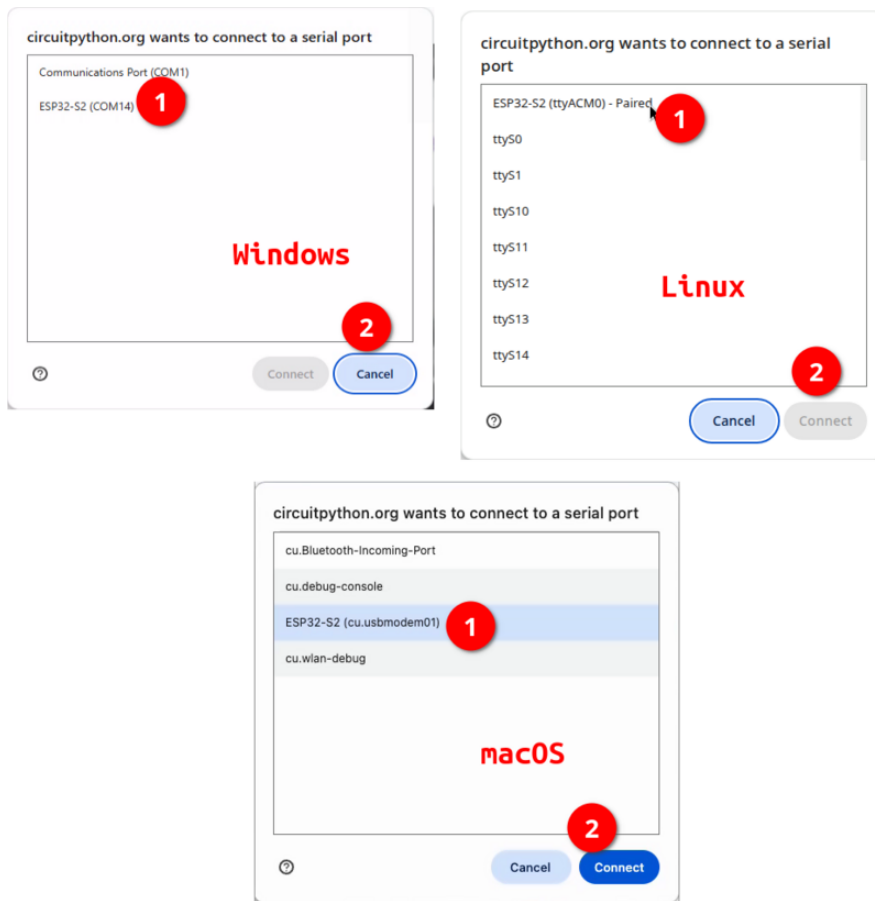 circuitpython.org wants to connect to a serial port
Communications Port (COM1)
ESP32-S2 (COM14)
1
Windows
2
?
Connect
Cancel
circuitpython.org wants to connect to a serial
port
ESP32-S2 (ttyACM0) - Paired
1
ttyS0
ttyS1
ttyS10
ttyS11
ttyS12
Linux
ttyS13
ttyS14
2
?
Cancel
Connect
circuitpython.org wants to connect to a serial port
cu.Bluetooth-Incoming-Port
cu.debug-console
ESP32-S2 (cu.usbmodem01)
1
cu.wlan-debug
macOS
2
?
Cancel
Connect